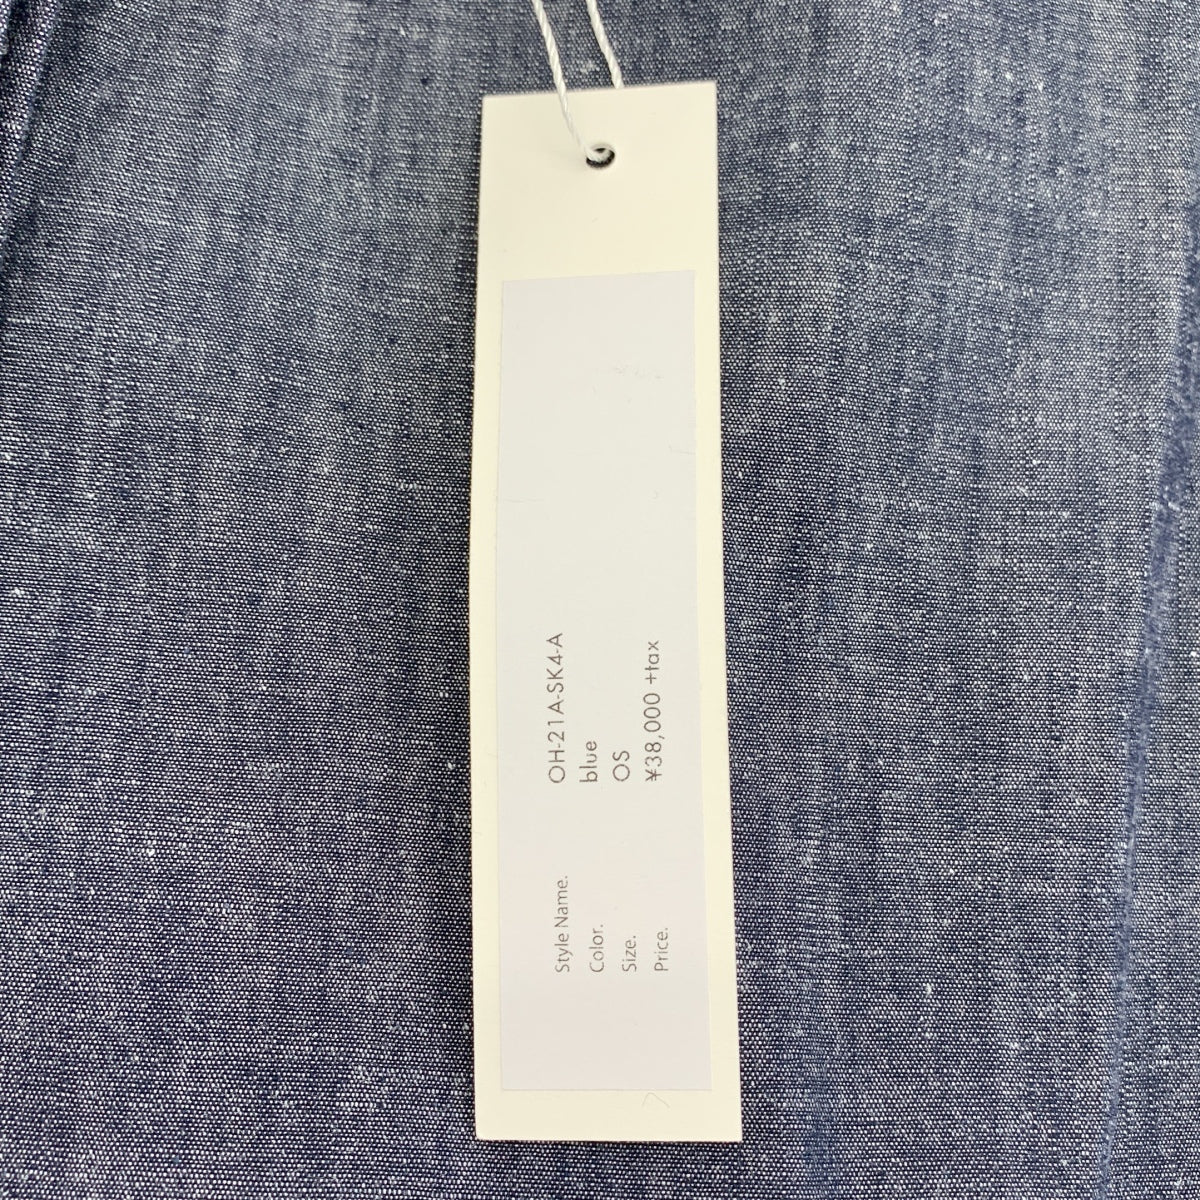 Style Name. OH-21A-SK4-A
Color. blue
Size. OS
Price. ¥38,000 +tax